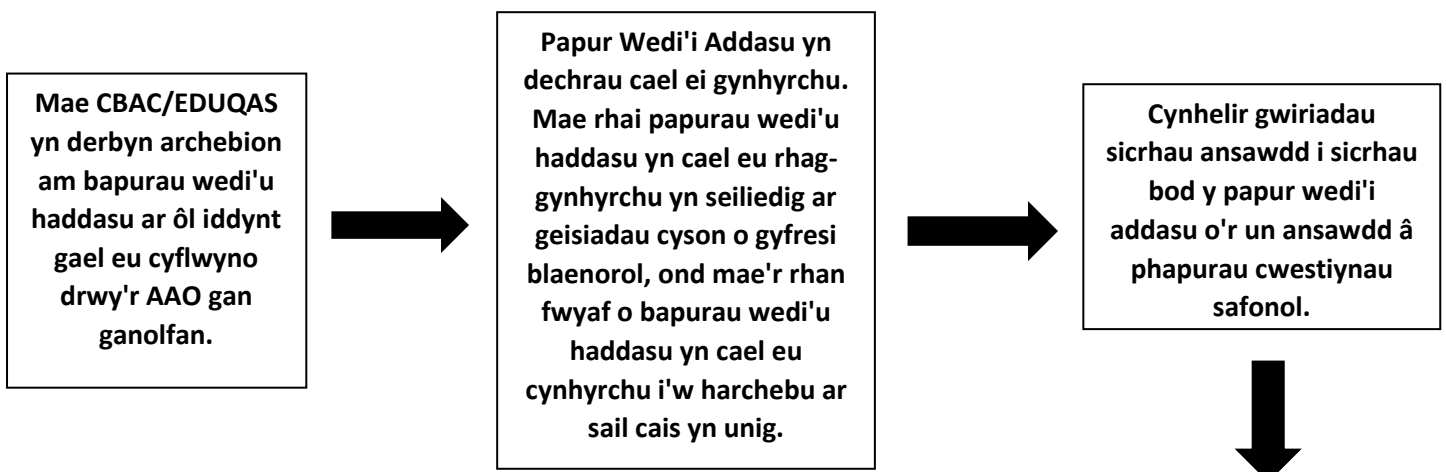 Mae CBAC/EDUQAS
yn derbyn archebion
am bapurau wedi'u
haddasu ar ôl iddynt
gael eu cyflwyno
drwy'r AAO gan
ganolfan.
Papur Wedi'i Addasu yn
dechrau cael ei gynhyrchu.
Mae rhai papurau wedi'u
haddasu yn cael eu rhag-
gynhyrchu yn seiliedig ar
geisiadau cyson o gyfresi
blaenorol, ond mae'r rhan
fwyaf o bapurau wedi'u
haddasu yn cael eu
cynhyrchu i'w harchebu ar
sail cais yn unig.
Cynhelir gwiriadau
sicrhau ansawdd i sicrhau
bod y papur wedi'i
addasu o'r un ansawdd â
phapurau cwestiynau
safonol.